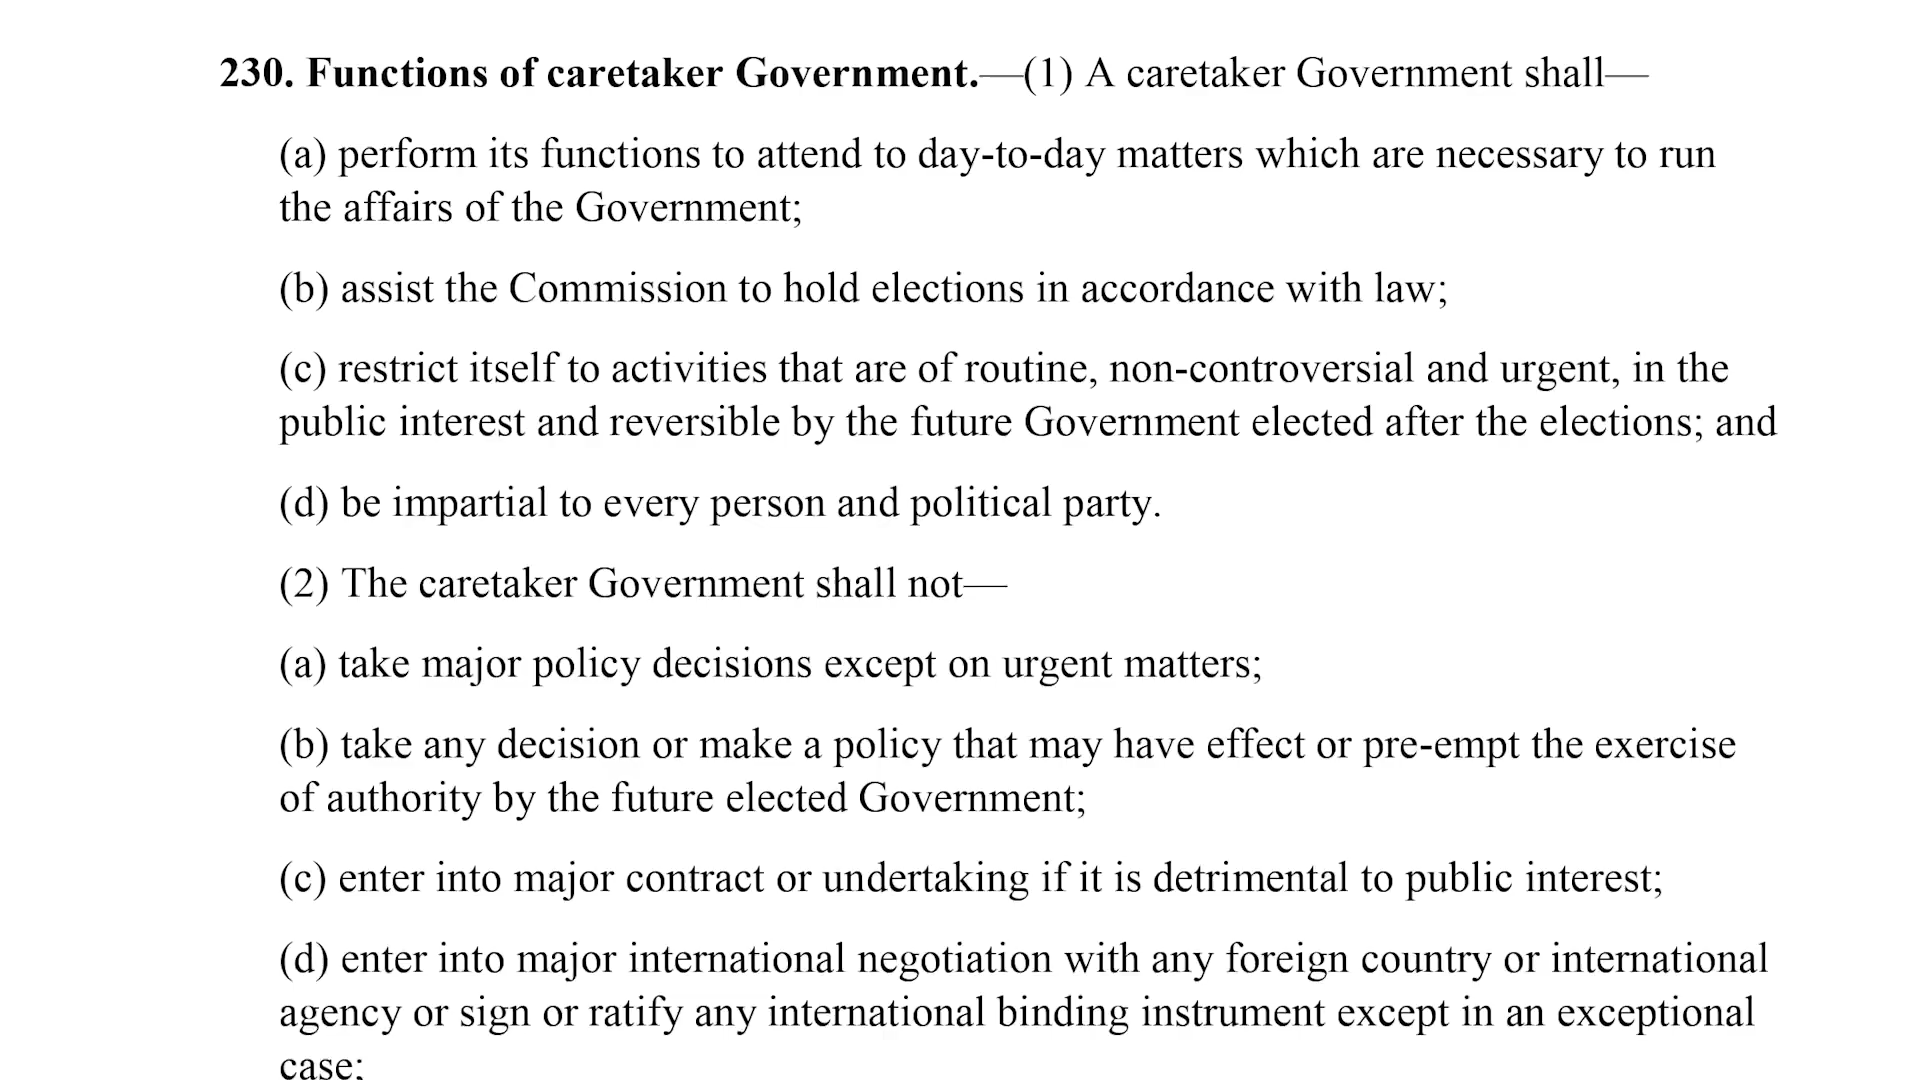 230. Functions of caretaker Government.—(1) A caretaker Government shall—
(a) perform its functions to attend to day-to-day matters which are necessary to run
the affairs of the Government;
(b) assist the Commission to hold elections in accordance with law;
(c) restrict itself to activities that are of routine, non-controversial and urgent, in the
public interest and reversible by the future Government elected after the elections; and
(d) be impartial to every person and political party.
(2) The caretaker Government shall not—
(a) take major policy decisions except on urgent matters;
(b) take any decision or make a policy that may have effect or pre-empt the exercise
of authority by the future elected Government;
(c) enter into major contract or undertaking if it is detrimental to public interest;
(d) enter into major international negotiation with any foreign country or international
agency or sign or ratify any international binding instrument except in an exceptional
case;